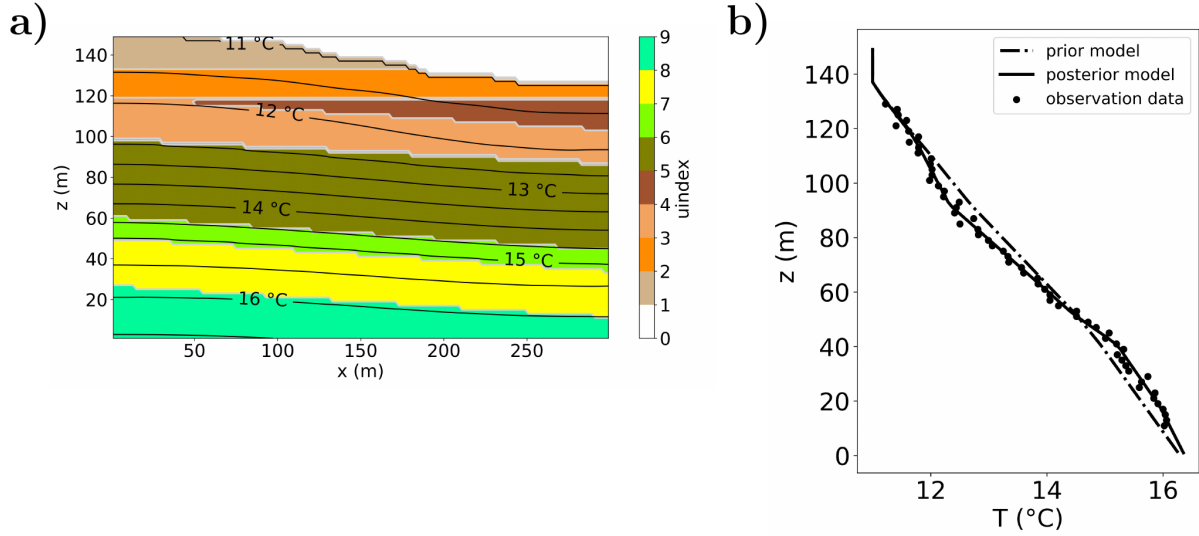 a)
140
120
100
80
60
40
20
z (m)
50
100
150
200
250
x (m)
11 °C
12 °C
13 °C
14 °C
15 °C
16 °C
9
8
7
6
5
4
3
2
1
0
uindex
b)
prior model
posterior model
observation data
140
120
100
80
60
40
20
0
z (m)
12
14
16
T (°C)